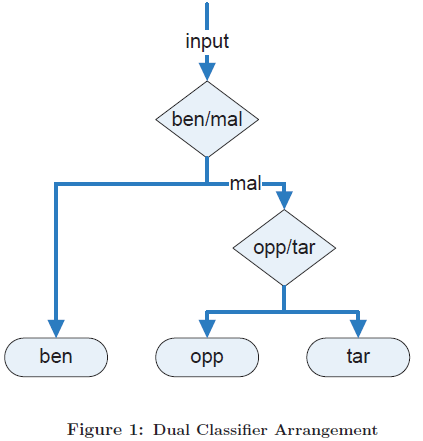 input
ben/mal
mal
opp/tar
ben
opp
tar
Figure 1: Dual Classifier Arrangement